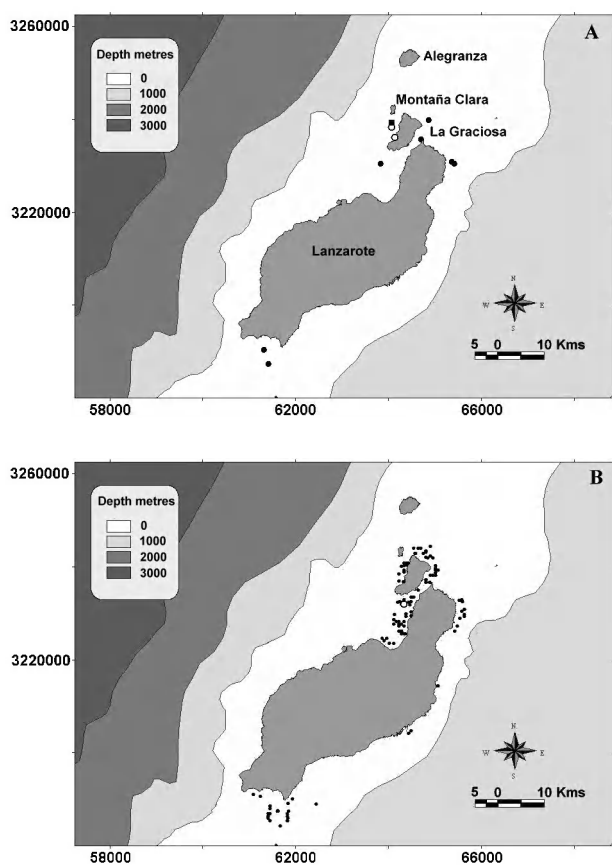 3260000
A
Depth metres
0
1000
2000
3000
Alegranza
Montaña Clara
La Graciosa
3220000
Lanzarote
N
W E
S
5 0 10 Kms
58000 62000 66000
3260000
B
Depth metres
0
1000
2000
3000
3220000
N
W E
S
5 0 10 Kms
58000 62000 66000